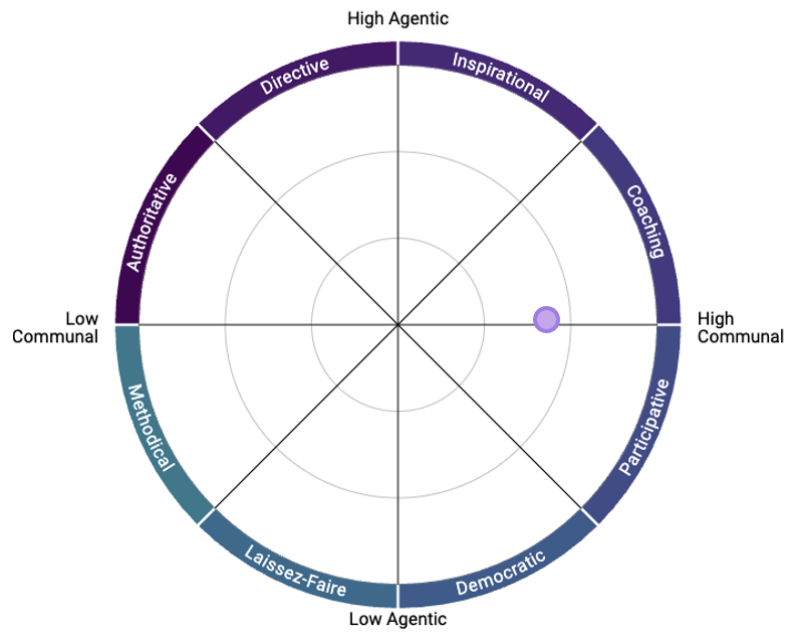 High Agentic
Directive
Inspirational
Authoritative
Coaching
Low
Communal
High
Communal
Methodical
Participative
Laissez-Faire
Democratic
Low Agentic